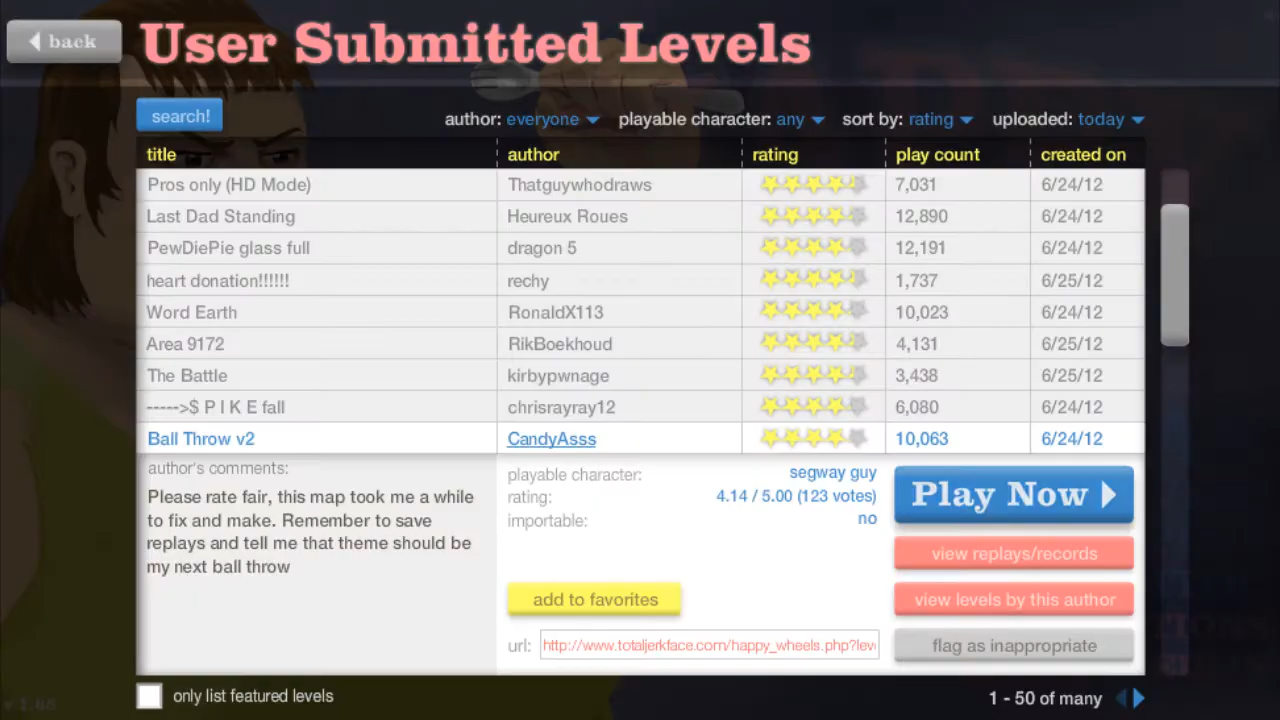 back
User Submitted Levels
search!
author: everyone playable character: any sort by: rating uploaded: today
title author rating play count created on
Pros only (HD Mode) Thatguywhodraws 7,031 6/24/12
Last Dad Standing Heureux Roues 12,890 6/24/12
PewDiePie glass full dragon 5 12,191 6/24/12
heart donation!!!!!! rechy 1,737 6/25/12
Word Earth RonaldX113 10,023 6/24/12
Area 9172 RikBoekhoud 4,131 6/25/12
The Battle kirbypwnage 3,438 6/25/12
----->$ P I K E fall chrisrayray12 6,080 6/24/12
Ball Throw v2 CandyAsss 10,063 6/24/12
author's comments:
Please rate fair, this map took me a while
to fix and make. Remember to save
replays and tell me that theme should be
my next ball throw
playable character: segway guy
rating: 4.14 / 5.00 (123 votes)
importable: no
add to favorites
url: http://www.totaljerkface.com/happy_wheels.php?lev
Play Now
view replays/records
view levels by this author
flag as inappropriate
only list featured levels
1 - 50 of many